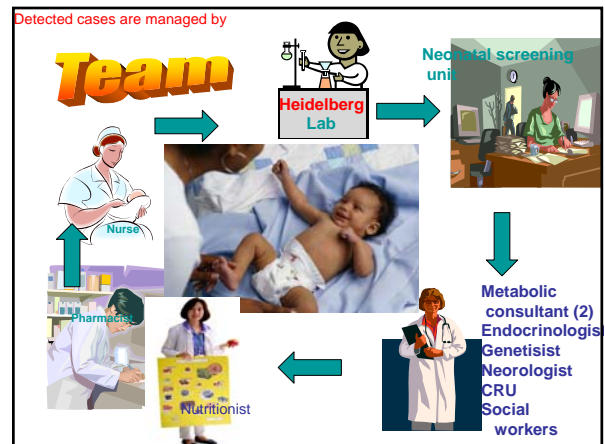 Detected cases are managed by
Team
Heidelberg
Lab
Neonatal screening
unit
Nurse
Pharmacist
Nutritionist
Metabolic
consultant (2)
Endocrinologist
Genetisist
Neorologist
CRU
Social
workers